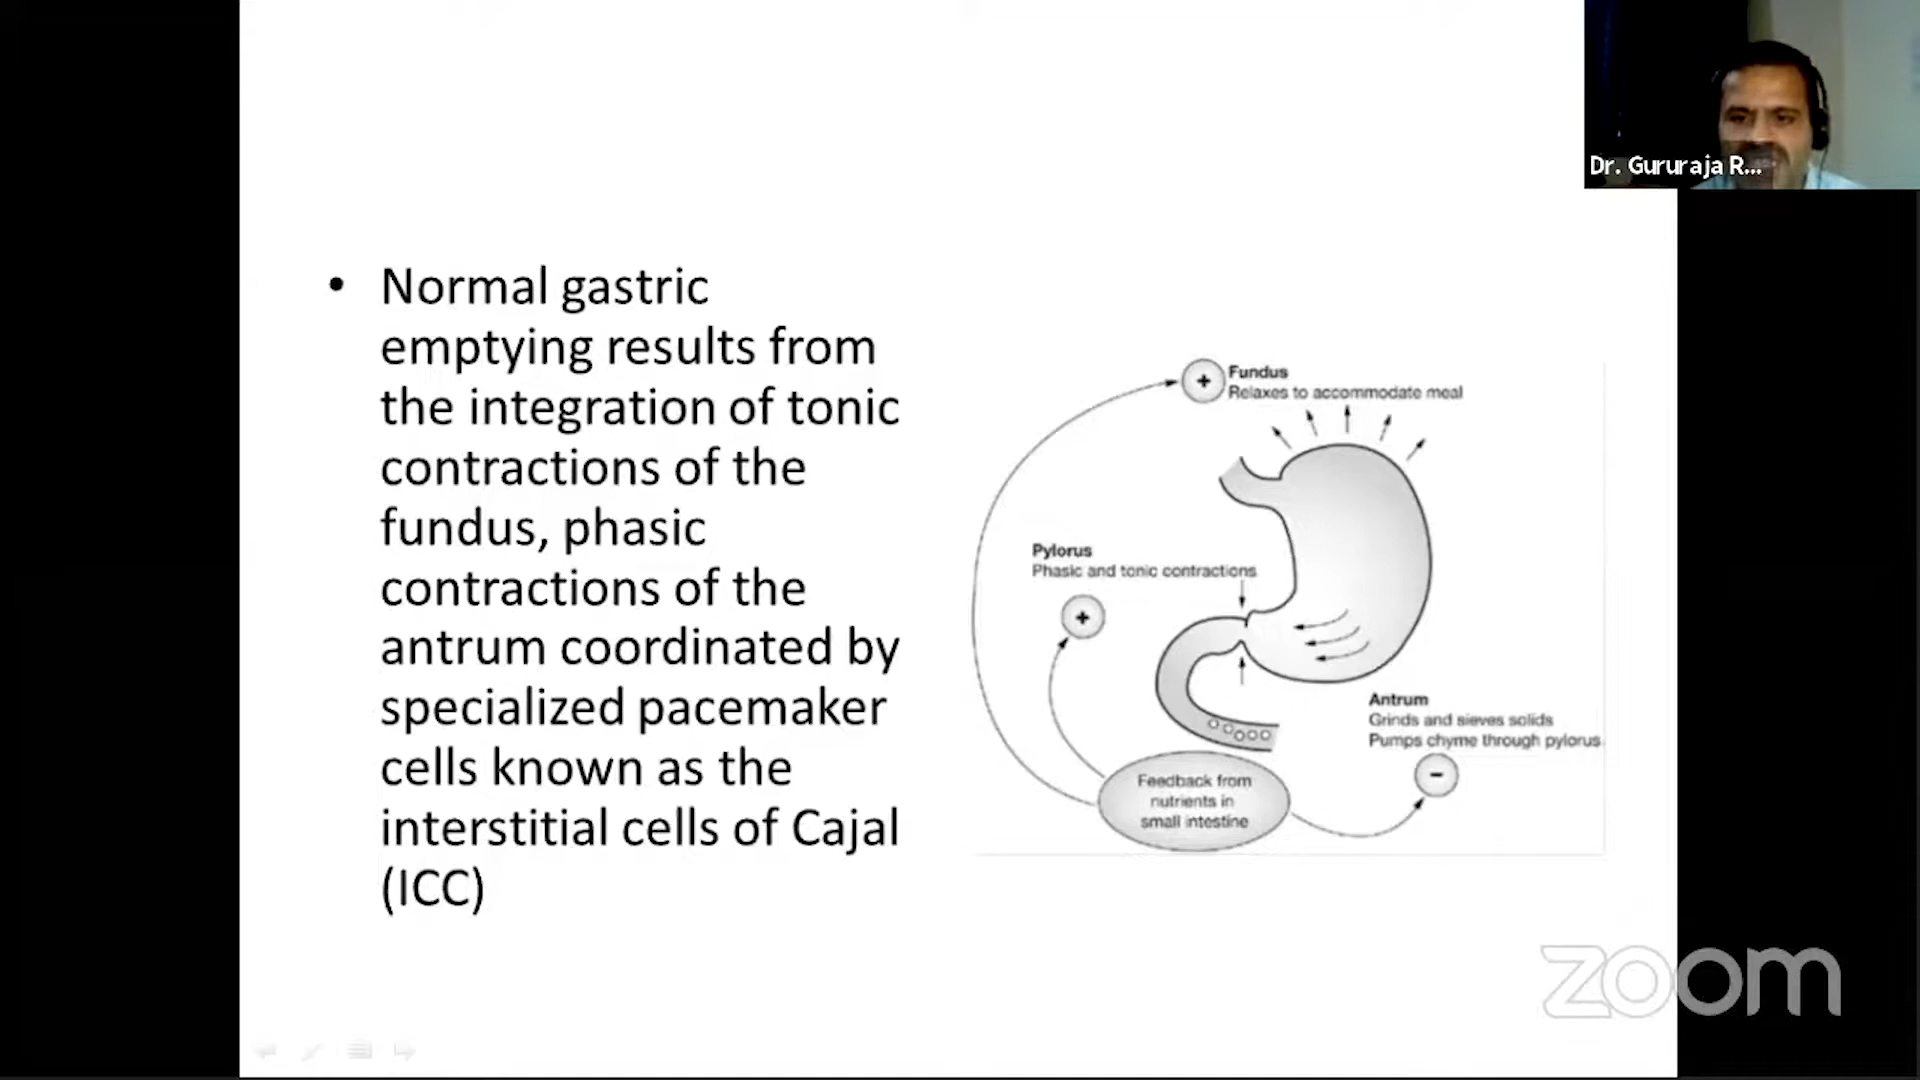 Dr. Gururaja R...
• Normal gastric
emptying results from
the integration of tonic
contractions of the
fundus, phasic
contractions of the
antrum coordinated by
specialized pacemaker
cells known as the
interstitial cells of Cajal
(ICC)
+
Fundus
Relaxes to accommodate meal
Pylorus
Phasic and tonic contractions
+
Antrum
Grinds and sieves solids
Pumps chyme through pylorus
-
Feedback from
nutrients in
small intestine
zoom